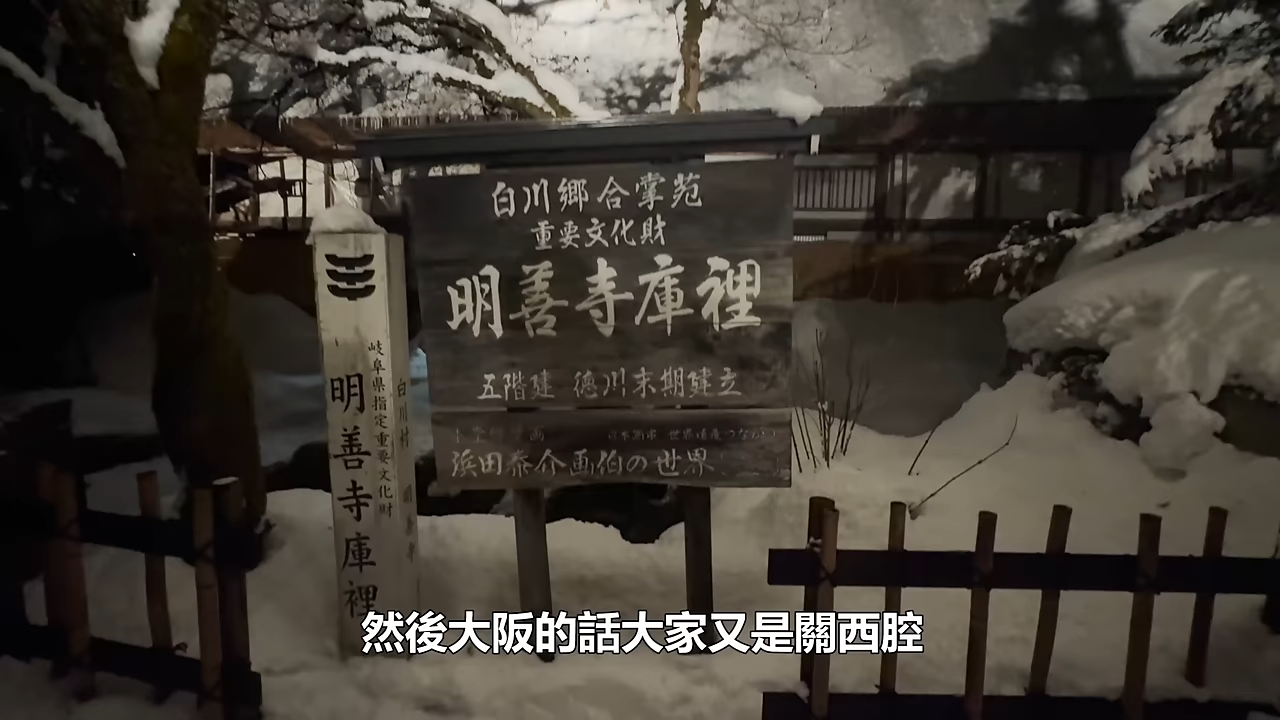 白川郷合掌苑
重要文化財
明善寺庫裡
五階建 徳川末期建立
浜田泰介画伯の世界
岐阜県指定重要文化財
明善寺庫裡
白川村
然後大阪的話大家又是關西腔